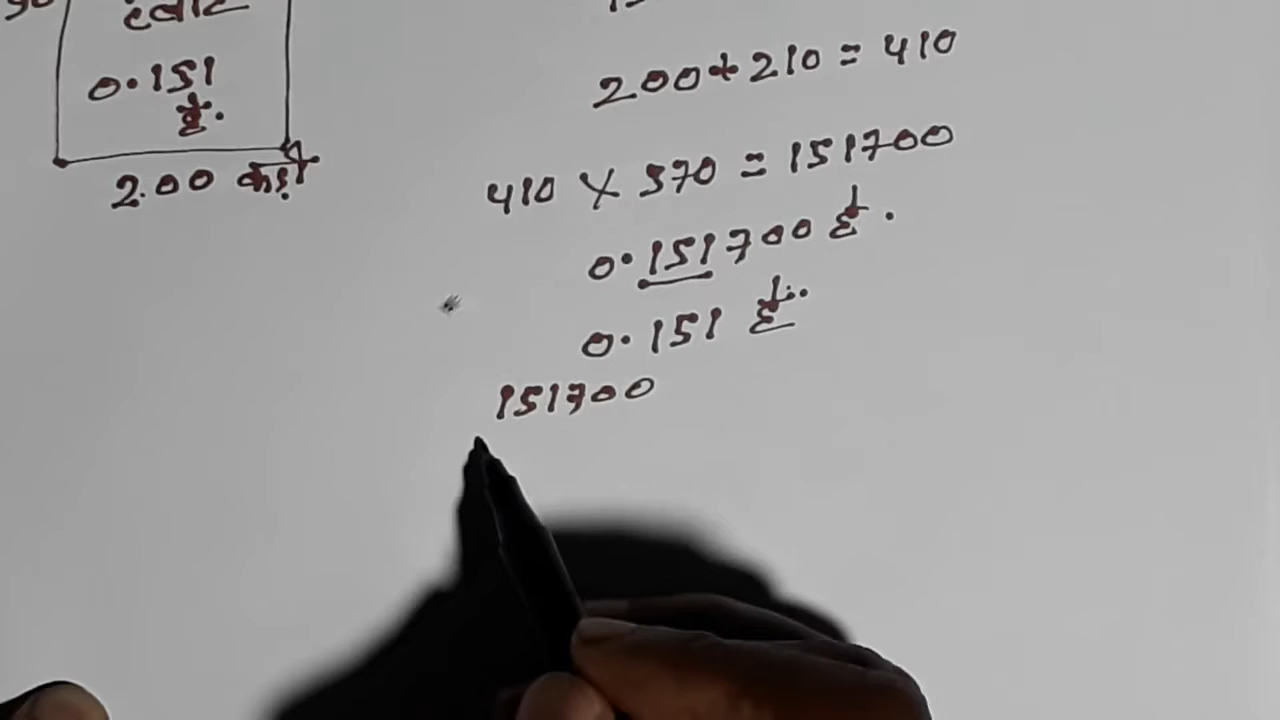 0.151
हे.
2.00 कड़ी
200+210 = 410
410 X 370 = 151700
0.151700 हे.
0.151 हे.
151700